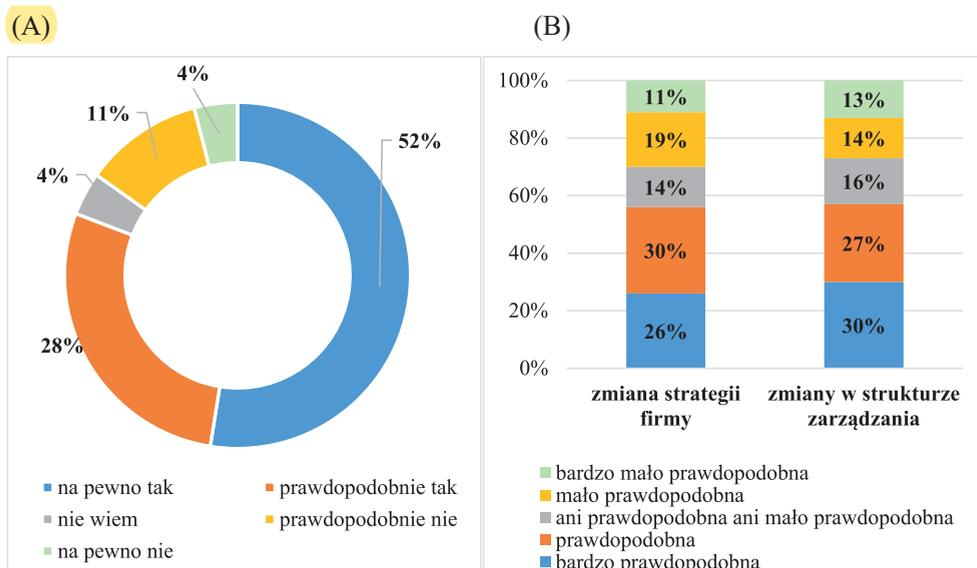 (A)
(B)
4%
11%
52%
4%
28%
na pewno tak
prawdopodobnie tak
nie wiem
prawdopodobnie nie
na pewno nie
100%
80%
60%
40%
20%
0%
11%
19%
14%
30%
26%
13%
14%
16%
27%
30%
zmiana strategii
firmy
zmiany w strukturze
zarządzania
bardzo mało prawdopodobna
mało prawdopodobna
ani prawdopodobna ani mało prawdopodobna
prawdopodobna
bardzo prawdopodobna